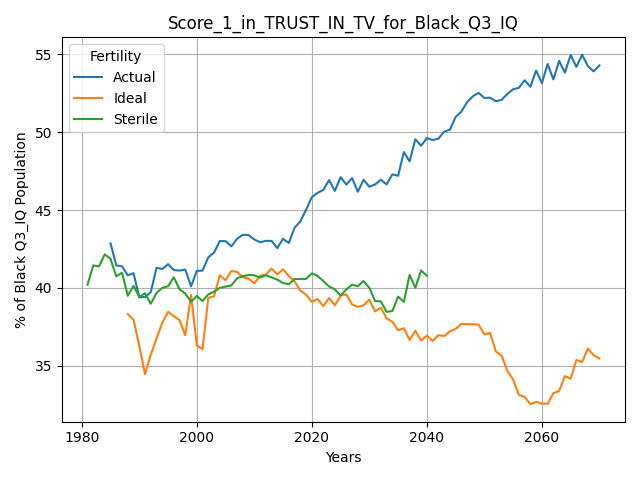 Score_1_in_TRUST_IN_TV_for_Black_Q3_IQ
Fertility
Actual
Ideal
Sterile
% of Black Q3_IQ Population
55
50
45
40
35
1980
2000
2020
2040
2060
Years